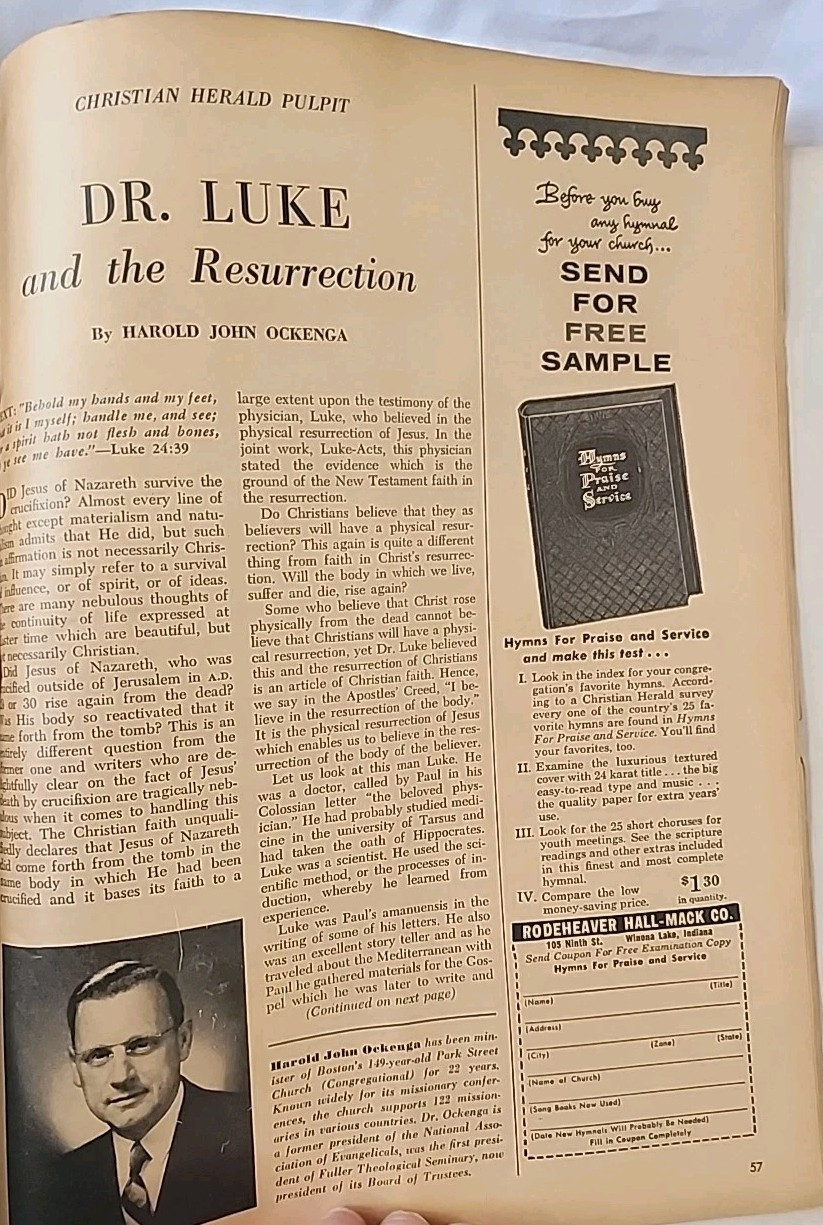 CHRISTIAN HERALD PULPIT
DR. LUKE
and the Resurrection
By HAROLD JOHN OCKENGA
"Behold my hands and my feet,
it is I myself; handle me, and see;
a spirit hath not flesh and bones,
ye see me have."—Luke 24:39
DID Jesus of Nazareth survive the
crucifixion? Almost every line of
except materialism and natu-
admits that He did, but such
affirmation is not necessarily Chris-
It may simply refer to a survival
influence, or of spirit, or of ideas.
There are many nebulous thoughts of
continuity of life expressed at
time which are beautiful, but
necessarily Christian.
Did Jesus of Nazareth, who was
outside of Jerusalem in A.D.
or 30 rise again from the dead?
Was His body so reactivated that it
forth from the tomb? This is an
entirely different question from the
one and writers who are de-
lightfully clear on the fact of Jesus'
death by crucifixion are tragically neb-
ulous when it comes to handling this
subject. The Christian faith unquali-
fiedly declares that Jesus of Nazareth
did come forth from the tomb in the
same body in which He had been
crucified and it bases its faith to a
large extent upon the testimony of the
physician, Luke, who believed in the
physical resurrection of Jesus. In the
joint work, Luke-Acts, this physician
stated the evidence which is the
ground of the New Testament faith in
the resurrection.
Do Christians believe that they as
believers will have a physical resur-
rection? This again is quite a different
thing from faith in Christ's resurrec-
tion. Will the body in which we live,
suffer and die, rise again?
Some who believe that Christ rose
physically from the dead cannot be-
lieve that Christians will have a physi-
cal resurrection, yet Dr. Luke believed
this and the resurrection of Christians
is an article of Christian faith. Hence,
we say in the Apostles' Creed, "I be-
lieve in the resurrection of the body."
It is the physical resurrection of Jesus
which enables us to believe in the res-
urrection of the body of the believer.
Let us look at this man Luke. He
was a doctor, called by Paul in his
Colossian letter "the beloved phys-
ician." He had probably studied medi-
cine in the university of Tarsus and
had taken the oath of Hippocrates.
Luke was a scientist. He used the sci-
entific method, or the processes of in-
duction, whereby he learned from
experience.
Luke was Paul's amanuensis in the
writing of some of his letters. He also
was an excellent story teller and as he
traveled about the Mediterranean with
Paul he gathered materials for the Gos-
pel which he was later to write and
(Continued on next page)
Harold John Ockenga has been min-
ister of Boston's 149-year-old Park Street
Church (Congregational) for 22 years.
Known widely for its missionary confer-
ences, the church supports 122 mission-
aries in various countries. Dr. Ockenga is
a former president of the National Asso-
ciation of Evangelicals, was the first presi-
dent of Fuller Theological Seminary, now
president of its Board of Trustees.
Before you buy
any hymnal
for your church...
SEND
FOR
FREE
SAMPLE
Hymns
FOR
Praise
AND
Service
Hymns For Praise and Service
and make this test . . .
I. Look in the index for your congre-
gation's favorite hymns. Accord-
ing to a Christian Herald survey
every one of the country's 25 fa-
vorite hymns are found in Hymns
For Praise and Service. You'll find
your favorites, too.
II. Examine the luxurious textured
cover with 24 karat title . . . the big
easy-to-read type and music . . .
the quality paper for extra years'
use.
III. Look for the 25 short choruses for
youth meetings. See the scripture
readings and other extras included
in this finest and most complete
hymnal.
IV. Compare the low $1.30
money-saving price. in quantity.
RODEHEAVER HALL-MACK CO.
105 Ninth St. Winona Lake, Indiana
Send Coupon For Free Examination Copy
Hymns For Praise and Service
(Name) (Title)
(Address)
(City) (Zone) (State)
(Name of Church)
(Song Books Now Used)
(Date New Hymnals Will Probably Be Needed)
Fill in Coupon Completely
57